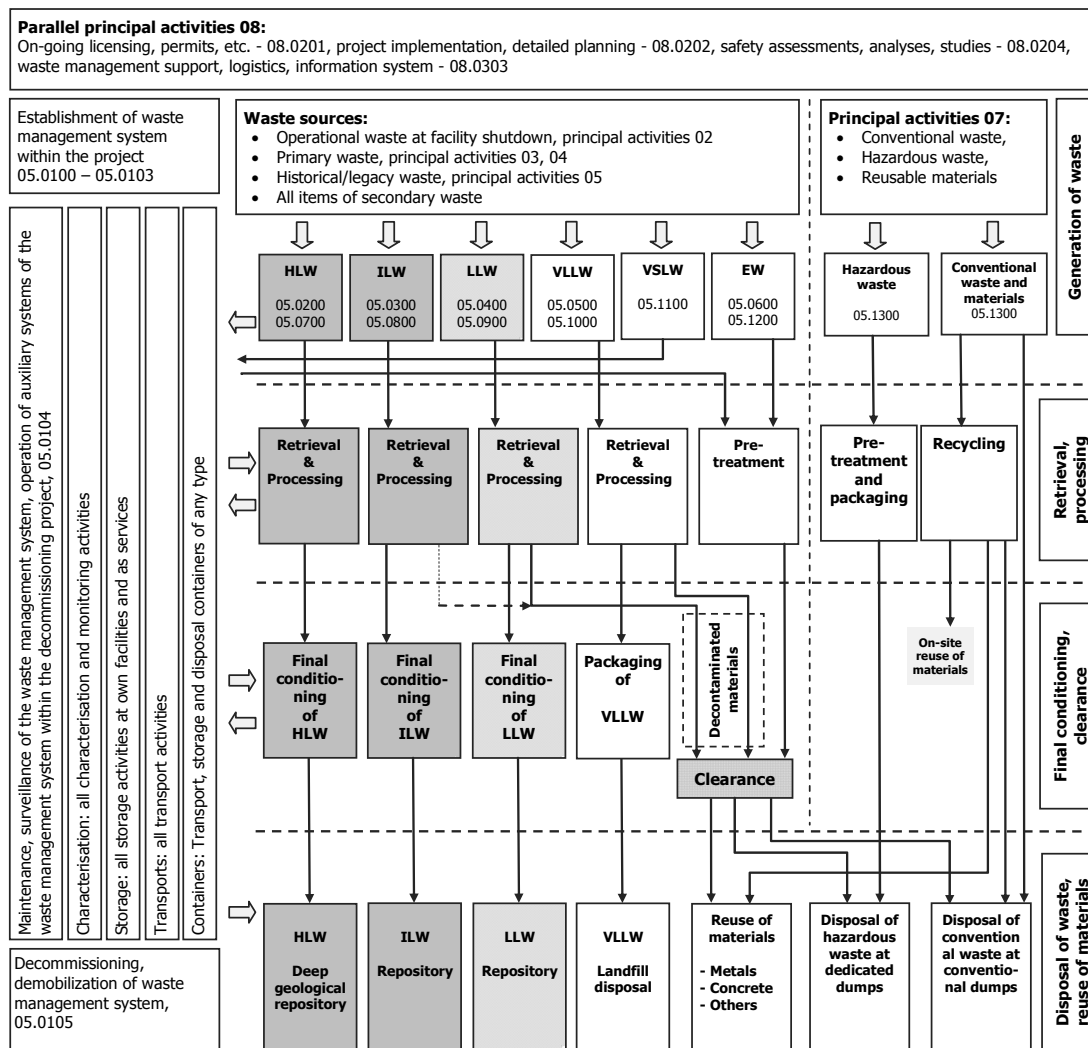 Parallel principal activities 08:
On-going licensing, permits, etc. - 08.0201, project implementation, detailed planning - 08.0202, safety assessments, analyses, studies - 08.0204,
waste management support, logistics, information system - 08.0303
Establishment of waste
management system
within the project
05.0100 – 05.0103
Waste sources:
• Operational waste at facility shutdown, principal activities 02
• Primary waste, principal activities 03, 04
• Historical/legacy waste, principal activities 05
• All items of secondary waste
Principal activities 07:
• Conventional waste,
• Hazardous waste,
• Reusable materials
Generation of waste
Maintenance, surveillance of the waste management system, operation of auxiliary systems of the
waste management system within the decommissioning project, 05.0104
Characterisation: all characterisation and monitoring activities
Storage: all storage activities at own facilities and as services
Transports: all transport activities
Containers: Transport, storage and disposal containers of any type
HLW
05.0200
05.0700
ILW
05.0300
05.0800
LLW
05.0400
05.0900
VLLW
05.0500
05.1000
VSLW
05.1100
EW
05.0600
05.1200
Hazardous
waste
05.1300
Conventional
waste and
materials
05.1300
Retrieval
&
Processing
Retrieval
&
Processing
Retrieval
&
Processing
Retrieval
&
Processing
Pre-
treatment
Pre-
treatment
and
packaging
Recycling
Retrieval,
processing
Final
conditio-
ning
of
HLW
Final
conditio-
ning
of
ILW
Final
conditio-
ning
of
LLW
Packaging
of
VLLW
Decontaminated
materials
Clearance
On-site
reuse of
materials
Final conditioning,
clearance
HLW
Deep
geological
repository
ILW
Repository
LLW
Repository
VLLW
Landfill
disposal
Reuse of
materials
- Metals
- Concrete
- Others
Disposal of
hazardous
waste at
dedicated
dumps
Disposal of
convention
al waste at
conventio-
nal dumps
Disposal of waste,
reuse of materials
Decommissioning,
demobilization of waste
management system,
05.0105